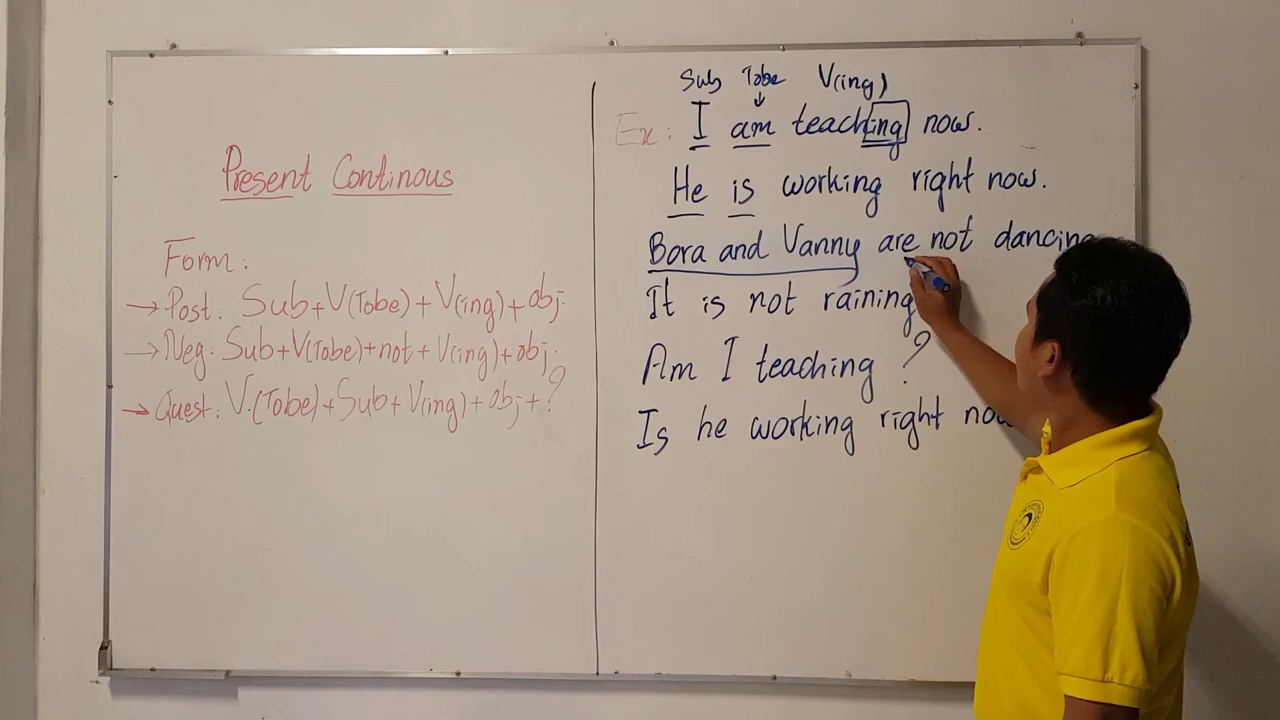 Present Continous
Form:
→ Post: Sub+V(Tobe)+V(ing)+obj.
→ Neg: Sub+V(Tobe)+not+V(ing)+obj.
→ Quest: V.(Tobe)+Sub+V(ing)+obj+?
Sub Tobe V(ing)
Ex: I am teaching now.
He is working right now.
Bora and Vanny are not dancing
It is not raining
Am I teaching ?
Is he working right now